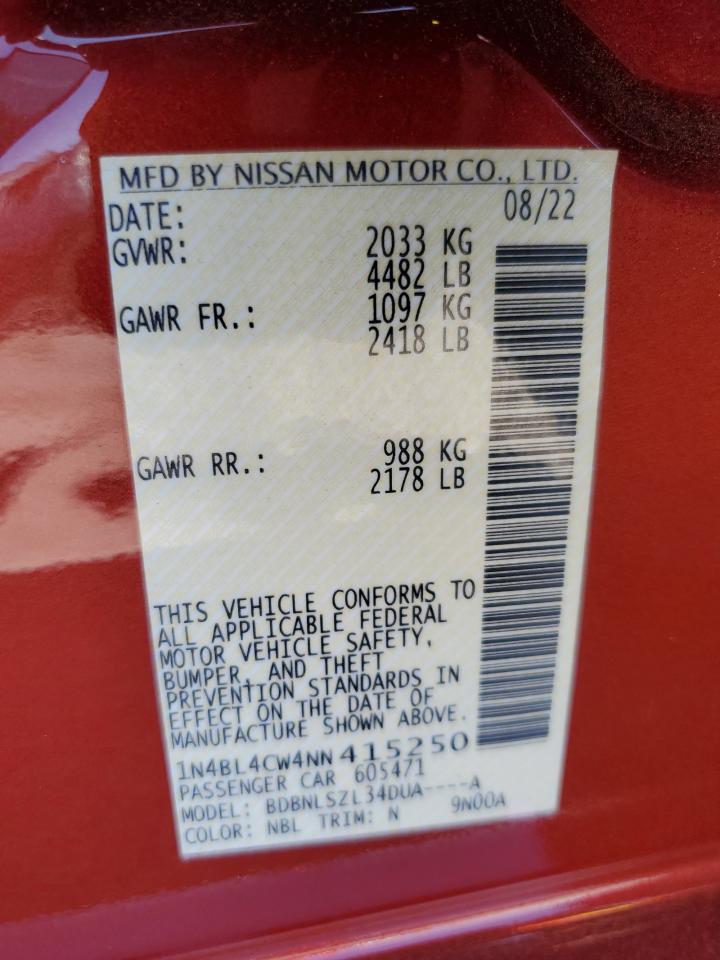 MFD BY NISSAN MOTOR CO., LTD.
DATE: 08/22
GVWR: 2033 KG
4482 LB
GAWR FR.: 1097 KG
2418 LB
GAWR RR.: 988 KG
2178 LB
THIS VEHICLE CONFORMS TO
ALL APPLICABLE FEDERAL
MOTOR VEHICLE SAFETY,
BUMPER, AND THEFT
PREVENTION STANDARDS IN
EFFECT ON THE DATE OF
MANUFACTURE SHOWN ABOVE.
1N4BL4CW4NN 415250
PASSENGER CAR 605471
MODEL: BDBNLSZL34DUA----A
COLOR: NBL TRIM: N 9N00A